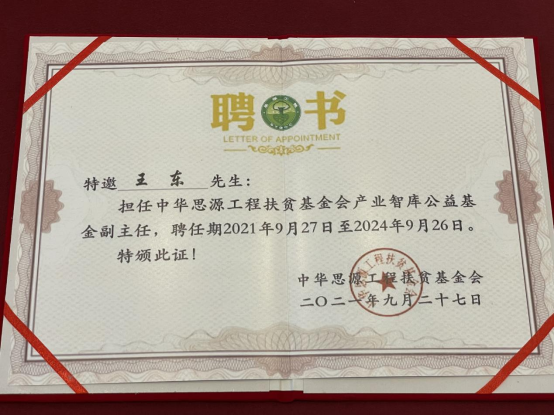 聘书
LETTER OF APPOINTMENT
特邀 王东 先生：
担任中华思源工程扶贫基金会产业智库公益基
金副主任，聘任期2021年9月27日至2024年9月26日。
特颁此证！
中华思源工程扶贫基金会
二〇二一年九月二十七日